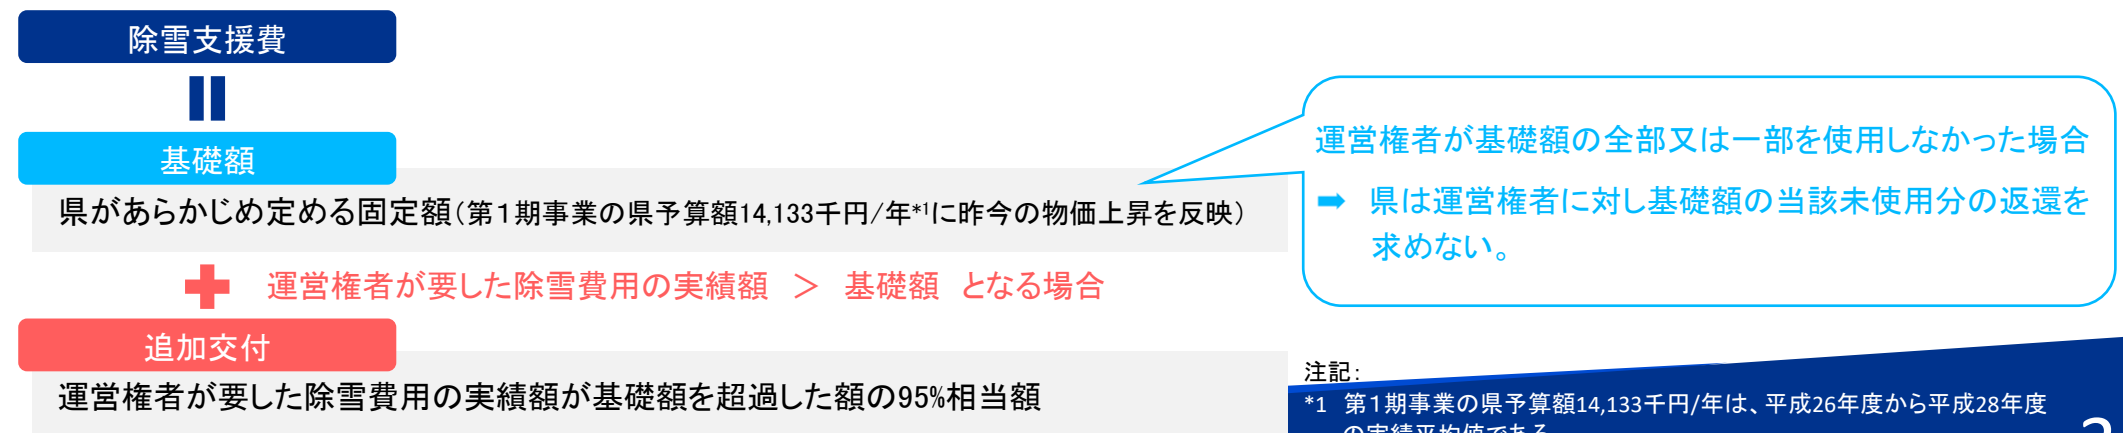 除雪支援費
基礎額
県があらかじめ定める固定額（第１期事業の県予算額14,133千円/年*1に昨今の物価上昇を反映）
運営権者が要した除雪費用の実績額 ＞ 基礎額 となる場合
追加交付
運営権者が要した除雪費用の実績額が基礎額を超過した額の95%相当額
運営権者が基礎額の全部又は一部を使用しなかった場合
➡ 県は運営権者に対し基礎額の当該未使用分の返還を
求めない。
注記：
*1 第１期事業の県予算額14,133千円/年は、平成26年度から平成28年度
の実績平均値である